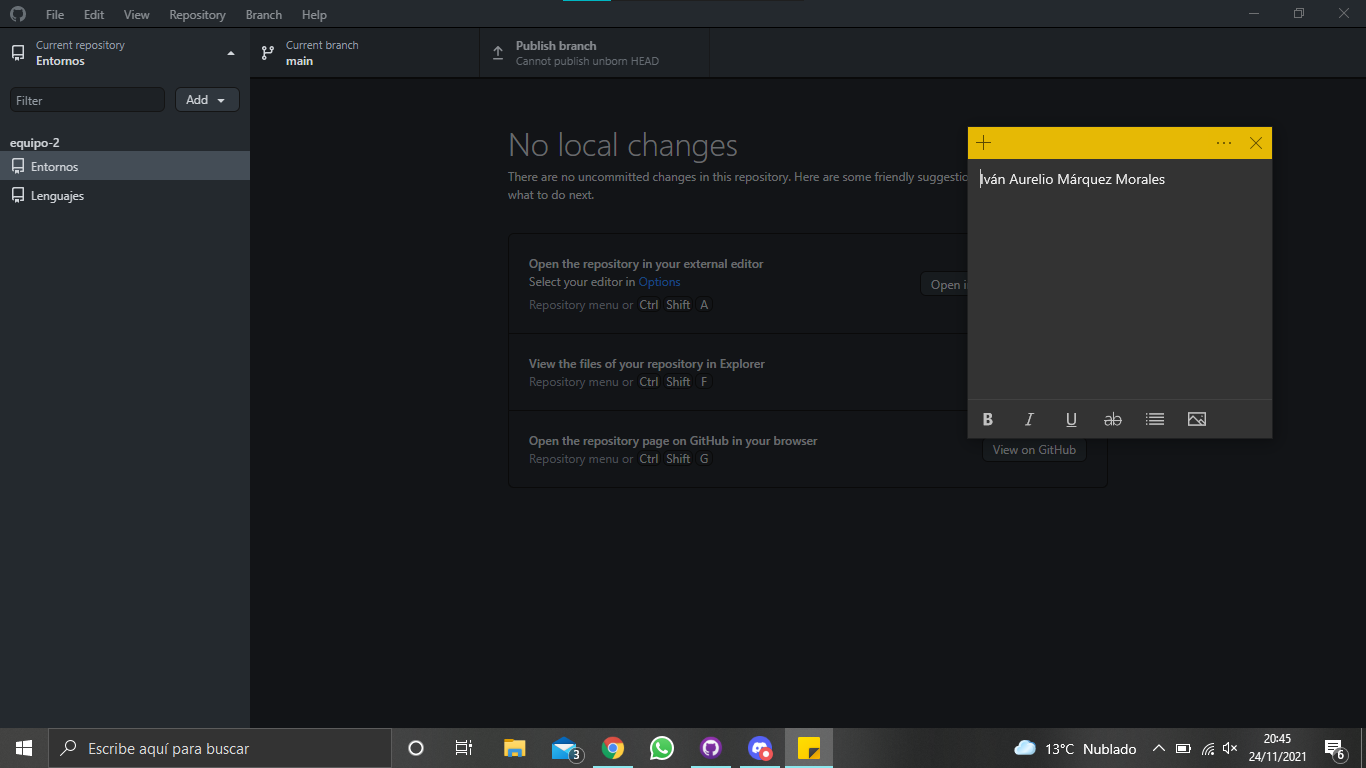 File Edit View Repository Branch Help
Current repository
Entornos
Current branch
main
Publish branch
Cannot publish unborn HEAD
Filter
Add
equipo-2
Entornos
Lenguajes
No local changes
There are no uncommitted changes in this repository. Here are some friendly suggestio
what to do next.
Open the repository in your external editor
Select your editor in Options
Repository menu or Ctrl Shift A
Open i
View the files of your repository in Explorer
Repository menu or Ctrl Shift F
Open the repository page on GitHub in your browser
Repository menu or Ctrl Shift G
View on GitHub
Iván Aurelio Márquez Morales
B I U ab
Escribe aquí para buscar
3
13°C Nublado
20:45
24/11/2021
6